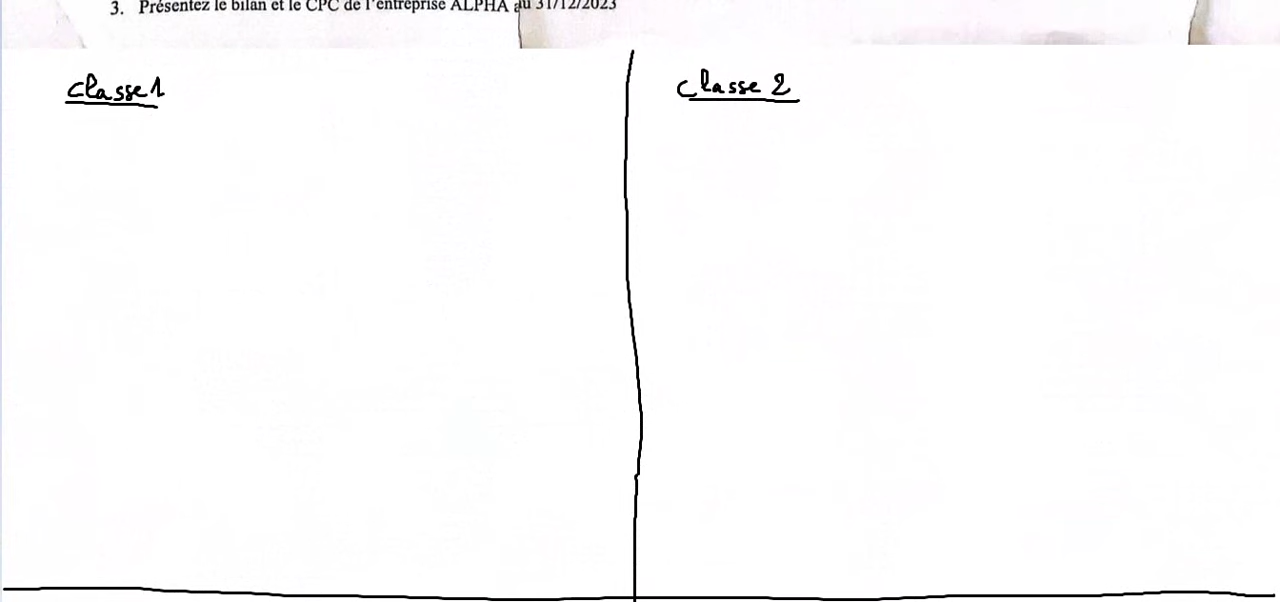 3. Présentez le bilan et le CPC de l'entreprise ALPHA au 31/12/2023
classe 1
classe 2